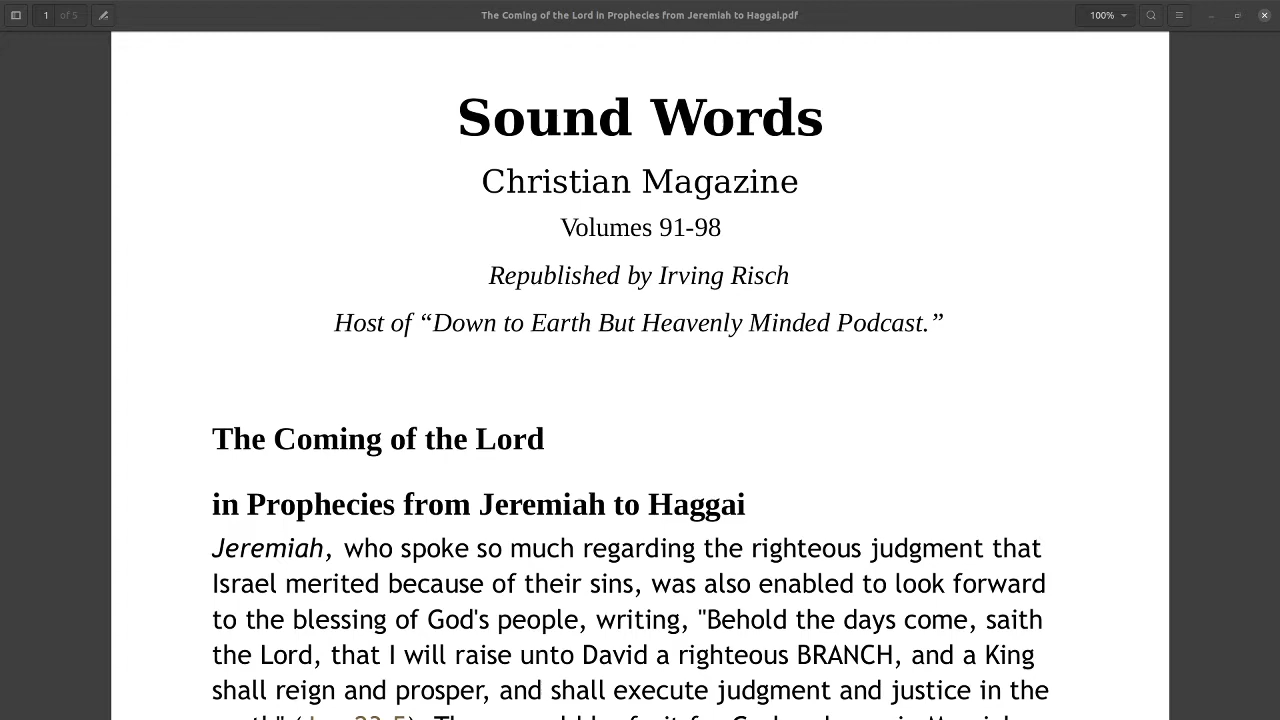 1 of 5
The Coming of the Lord in Prophecies from Jeremiah to Haggai.pdf
100%
Sound Words
Christian Magazine
Volumes 91-98
Republished by Irving Risch
Host of “Down to Earth But Heavenly Minded Podcast.”
The Coming of the Lord
in Prophecies from Jeremiah to Haggai
Jeremiah, who spoke so much regarding the righteous judgment that
Israel merited because of their sins, was also enabled to look forward
to the blessing of God's people, writing, "Behold the days come, saith
the Lord, that I will raise unto David a righteous BRANCH, and a King
shall reign and prosper, and shall execute judgment and justice in the